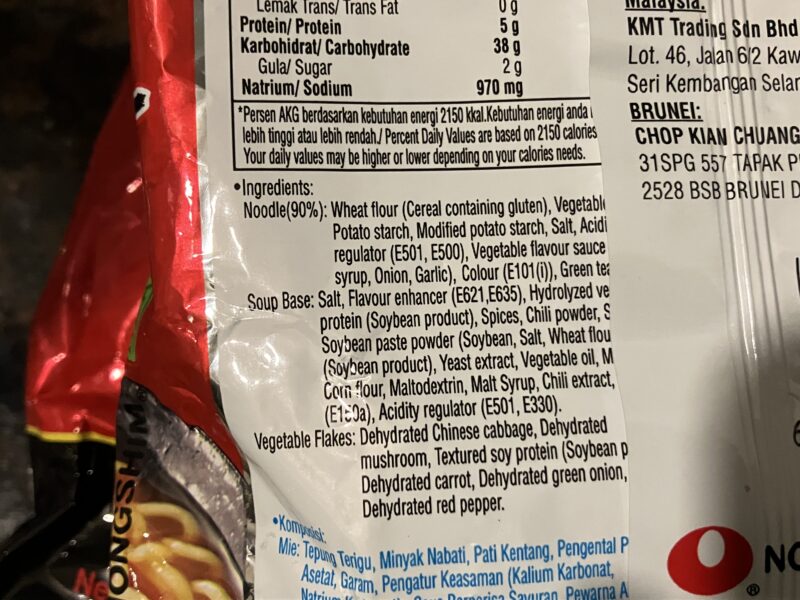 Lemak Trans/ Trans Fat 0 g
Protein/ Protein 5 g
Karbohidrat/ Carbohydrate 38 g
Gula/ Sugar 2 g
Natrium/ Sodium 970 mg
*Persen AKG berdasarkan kebutuhan energi 2150 kkal.Kebutuhan energi anda
lebih tinggi atau lebih rendah./ Percent Daily Values are based on 2150 calories
Your daily values may be higher or lower depending on your calories needs.
•Ingredients:
Noodle(90%): Wheat flour (Cereal containing gluten), Vegetabl
Potato starch, Modified potato starch, Salt, Acidi
regulator (E501, E500), Vegetable flavour sauce
syrup, Onion, Garlic), Colour (E101(i)), Green tea
Soup Base: Salt, Flavour enhancer (E621,E635), Hydrolyzed ve
protein (Soybean product), Spices, Chili powder, S
Soybean paste powder (Soybean, Salt, Wheat flou
(Soybean product), Yeast extract, Vegetable oil, M
Corn flour, Maltodextrin, Malt Syrup, Chili extract,
(E150a), Acidity regulator (E501, E330).
Vegetable Flakes: Dehydrated Chinese cabbage, Dehydrated
mushroom, Textured soy protein (Soybean p
Dehydrated carrot, Dehydrated green onion,
Dehydrated red pepper.
•Komposisi:
Mie: Tepung Terigu, Minyak Nabati, Pati Kentang, Pengental P
Asetat, Garam, Pengatur Keasaman (Kalium Karbonat,
Pewarna A
Malaysia:
KMT Trading Sdn Bhd
Lot. 46, Jalan 6/2 Kaw
Seri Kembangan Selan
BRUNEI:
CHOP KIAN CHUANG
31SPG 557 TAPAK P
2528 BSB BRUNEI D
NO
®
ONGSHIM
Ne